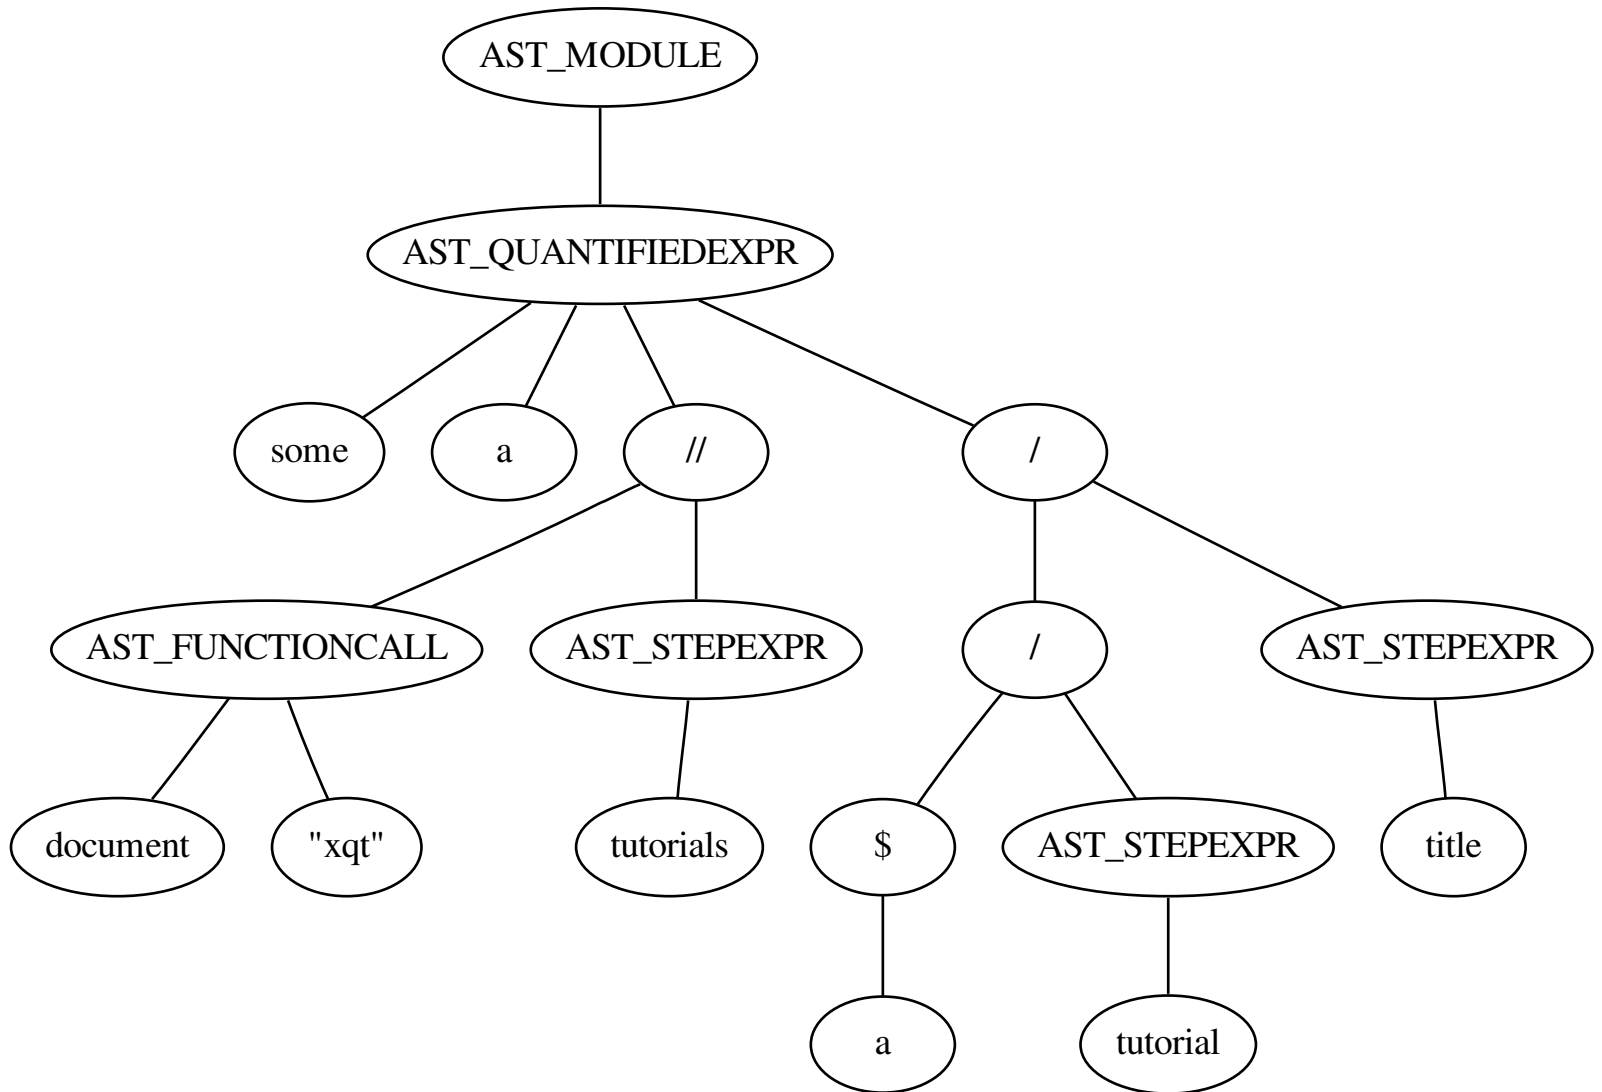 AST_MODULE
AST_QUANTIFIEDEXPR
some a // /
AST_FUNCTIONCALL AST_STEPEXPR / AST_STEPEXPR
document "xqt" tutorials $ AST_STEPEXPR title
a tutorial